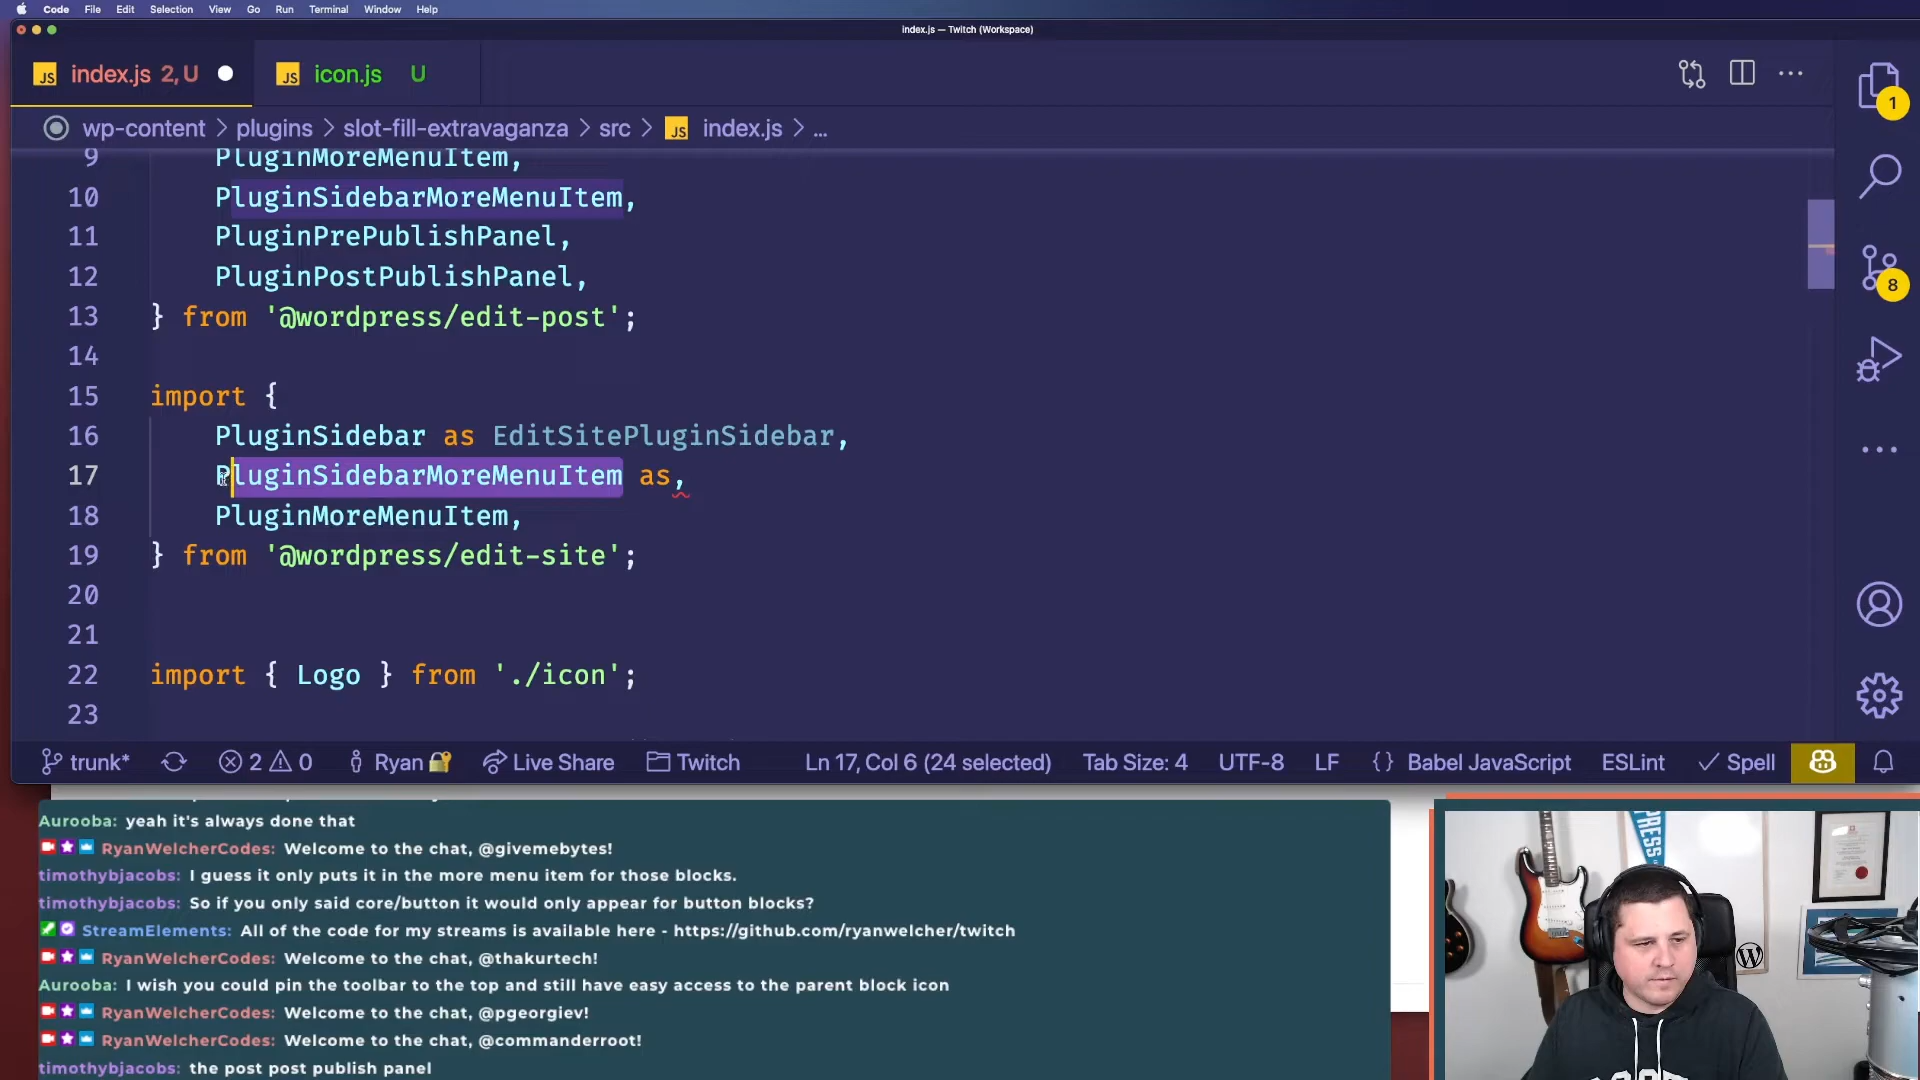 Code File Edit Selection View Go Run Terminal Window Help
index.js — Twitch (Workspace)
JS index.js 2, U JS icon.js U
1
wp-content > plugins > slot-fill-extravaganza > src > JS index.js > ...
9 PluginMoreMenuItem,
10 PluginSidebarMoreMenuItem,
11 PluginPrePublishPanel,
12 PluginPostPublishPanel,
8
13 } from '@wordpress/edit-post';
14
15 import {
16 PluginSidebar as EditSitePluginSidebar,
17 PluginSidebarMoreMenuItem as,
18 PluginMoreMenuItem,
19 } from '@wordpress/edit-site';
20
21
22 import { Logo } from './icon';
23
trunk* 2 0 Ryan Live Share Twitch Ln 17, Col 6 (24 selected) Tab Size: 4 UTF-8 LF {} Babel JavaScript ESLint Spell
Aurooba: yeah it's always done that
RyanWelcherCodes: Welcome to the chat, @givemebytes!
timothybjacobs: I guess it only puts it in the more menu item for those blocks.
timothybjacobs: So if you only said core/button it would only appear for button blocks?
StreamElements: All of the code for my streams is available here - https://github.com/ryanwelcher/twitch
RyanWelcherCodes: Welcome to the chat, @thakurtech!
Aurooba: I wish you could pin the toolbar to the top and still have easy access to the parent block icon
RyanWelcherCodes: Welcome to the chat, @pgeorgiev!
RyanWelcherCodes: Welcome to the chat, @commanderroot!
timothybjacobs: the post post publish panel
PRESS